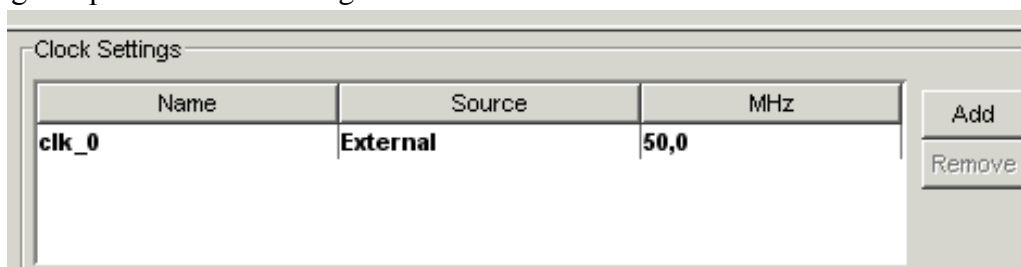 Clock Settings
Name Source MHz
Add
clk_0 External 50,0
Remove